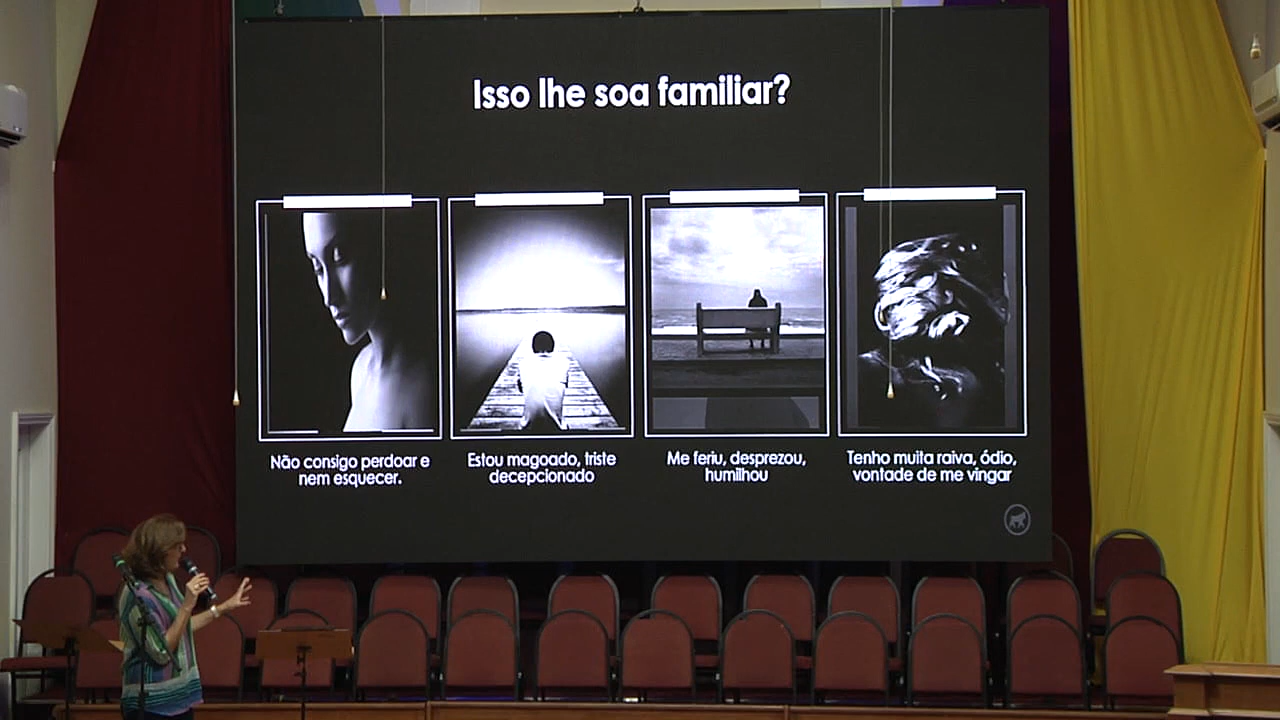 Isso lhe soa familiar?
Não consigo perdoar e
nem esquecer.
Estou magoado, triste
decepcionado
Me feriu, desprezou,
humilhou
Tenho muita raiva, ódio,
vontade de me vingar